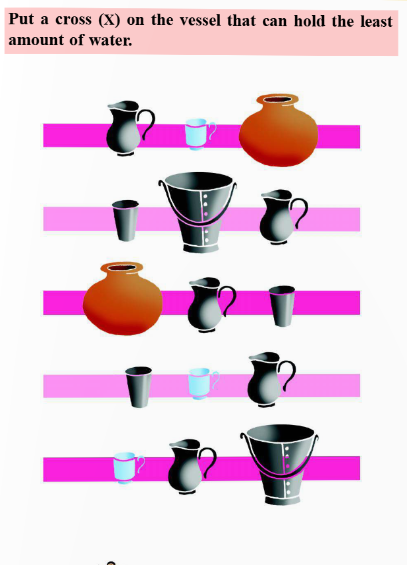 Put a cross (X) on the vessel that can hold the least
amount of water.